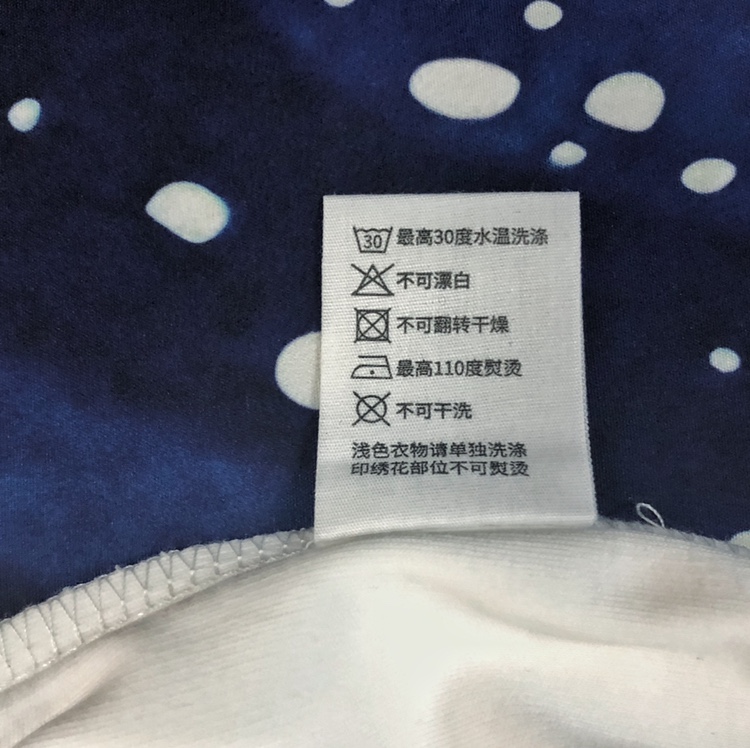 30 最高30度水温洗涤
不可漂白
不可翻转干燥
最高110度熨烫
不可干洗
浅色衣物请单独洗涤
印绣花部位不可熨烫